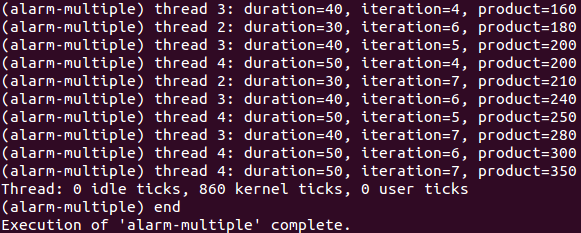 (alarm-multiple) thread 3: duration=40, iteration=4, product=160
(alarm-multiple) thread 2: duration=30, iteration=6, product=180
(alarm-multiple) thread 3: duration=40, iteration=5, product=200
(alarm-multiple) thread 4: duration=50, iteration=4, product=200
(alarm-multiple) thread 2: duration=30, iteration=7, product=210
(alarm-multiple) thread 3: duration=40, iteration=6, product=240
(alarm-multiple) thread 4: duration=50, iteration=5, product=250
(alarm-multiple) thread 3: duration=40, iteration=7, product=280
(alarm-multiple) thread 4: duration=50, iteration=6, product=300
(alarm-multiple) thread 4: duration=50, iteration=7, product=350
Thread: 0 idle ticks, 860 kernel ticks, 0 user ticks
(alarm-multiple) end
Execution of 'alarm-multiple' complete.